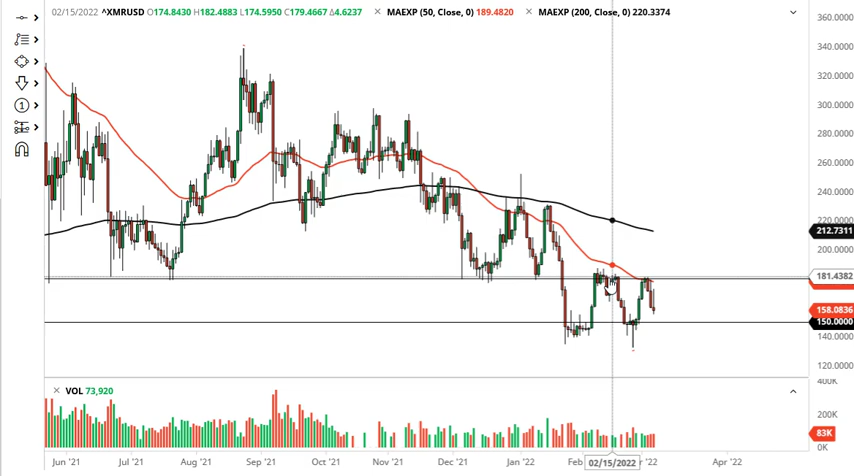 02/15/2022 ^XMRUSD O174.8430 H182.4883 L174.5950 C179.4667 Δ4.6237 × MAEXP (50, Close, 0) 189.4820 × MAEXP (200, Close, 0) 220.3374
360.0000
340.0000
320.0000
300.0000
280.0000
260.0000
240.0000
220.0000
212.7311
200.0000
181.4382
158.0836
150.0000
140.0000
120.0000
1
× VOL 73,920
400K
200K
83K
0K
Jun '21 Jul '21 Aug '21 Sep '21 Oct '21 Nov '21 Dec '21 Jan '22 Feb 02/15/2022 r '22 Apr '22